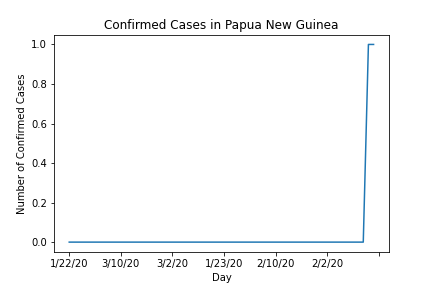 Confirmed Cases in Papua New Guinea
1.0
0.8
0.6
0.4
0.2
0.0
Number of Confirmed Cases
1/22/20 3/10/20 3/2/20 1/23/20 2/10/20 2/2/20
Day